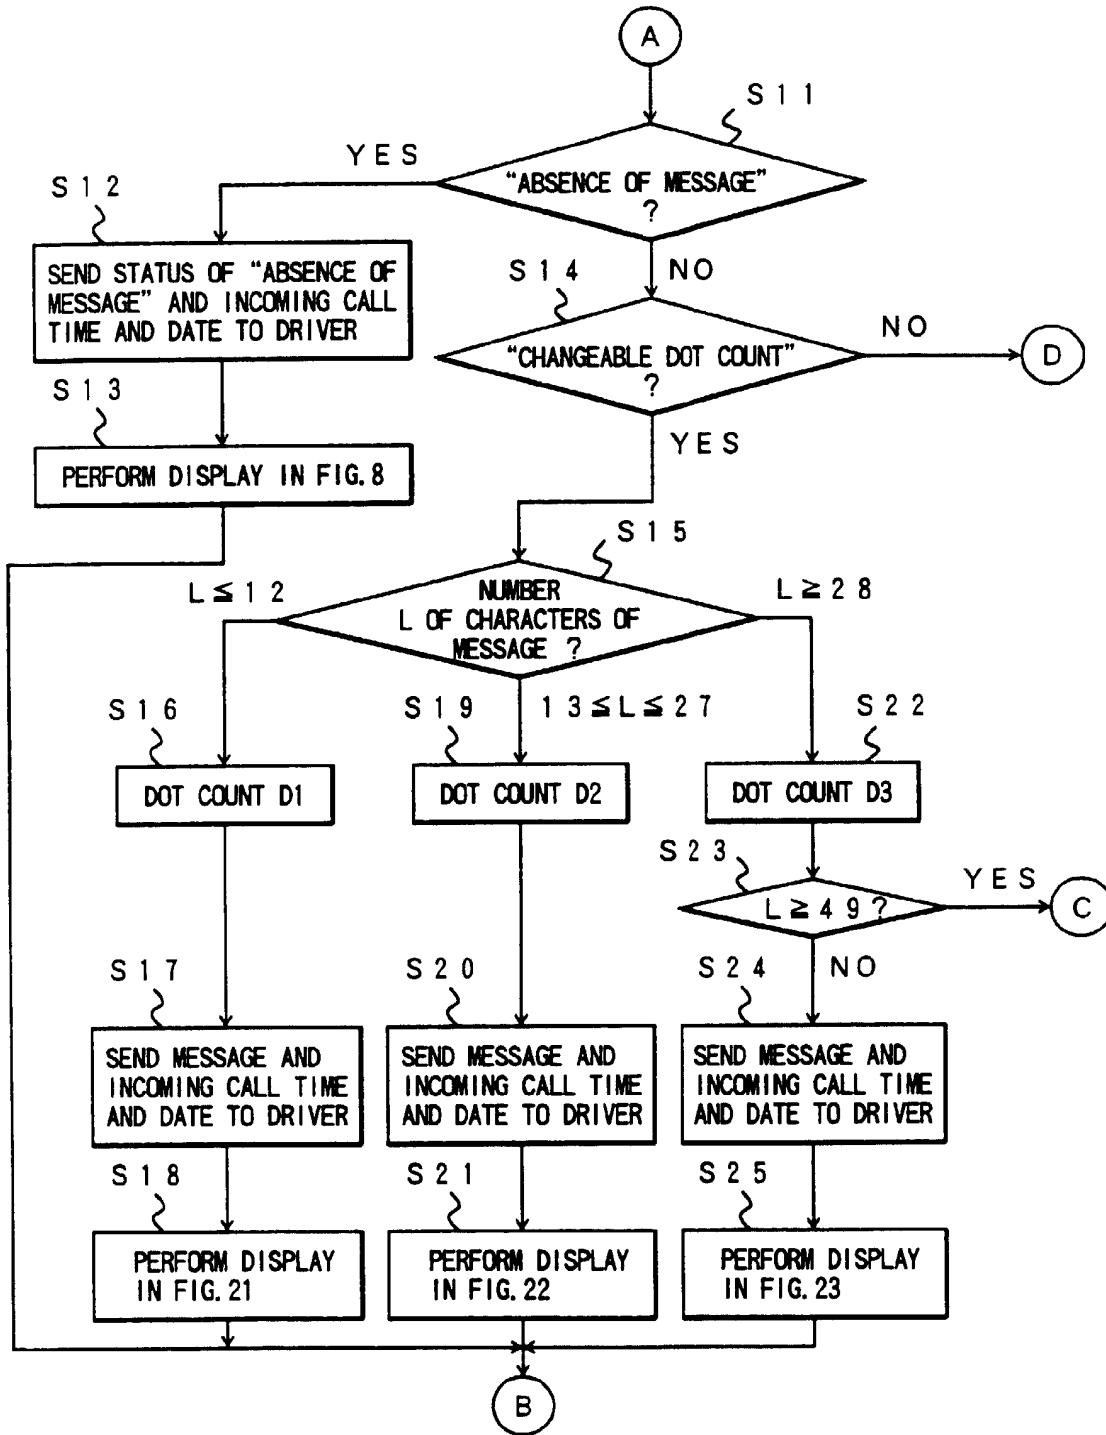 A
S11
YES
"ABSENCE OF MESSAGE"
?
S12
SEND STATUS OF "ABSENCE OF
MESSAGE" AND INCOMING CALL
TIME AND DATE TO DRIVER
S14
NO
"CHANGEABLE DOT COUNT"
?
NO
D
S13
PERFORM DISPLAY IN FIG.8
YES
S15
L≦12
NUMBER
L OF CHARACTERS OF
MESSAGE ?
L≧28
S16
S19
13≦L≦27
S22
DOT COUNT D1
DOT COUNT D2
DOT COUNT D3
S23
L≧49?
YES
C
S17
S20
S24
NO
SEND MESSAGE AND
INCOMING CALL TIME
AND DATE TO DRIVER
SEND MESSAGE AND
INCOMING CALL TIME
AND DATE TO DRIVER
SEND MESSAGE AND
INCOMING CALL TIME
AND DATE TO DRIVER
S18
S21
S25
PERFORM DISPLAY
IN FIG.21
PERFORM DISPLAY
IN FIG.22
PERFORM DISPLAY
IN FIG.23
B